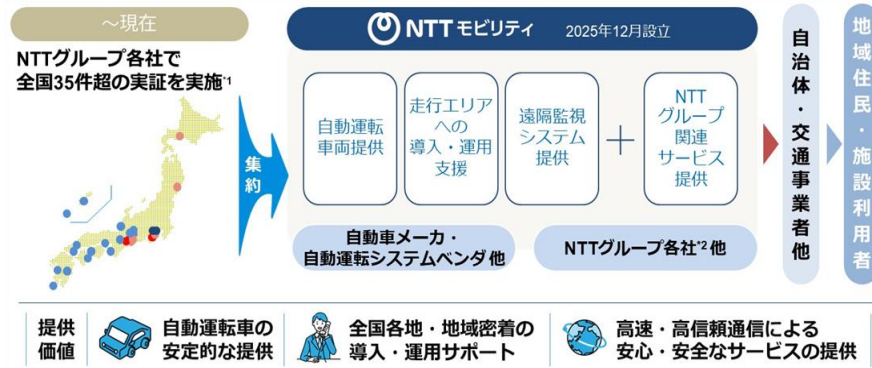 ～現在
NTTグループ各社で
全国35件超の実証を実施*1
集約
NTTモビリティ 2025年12月設立
自動運転
車両提供
走行エリア
への
導入・運用
支援
遠隔監視
システム
提供
＋
NTT
グループ
関連
サービス
提供
自動車メーカ・
自動運転システムベンダ他
NTTグループ各社*2他
自治体・交通事業者他
地域住民・施設利用者
提供
価値
自動運転車の
安定的な提供
全国各地・地域密着の
導入・運用サポート
高速・高信頼通信による
安心・安全なサービスの提供